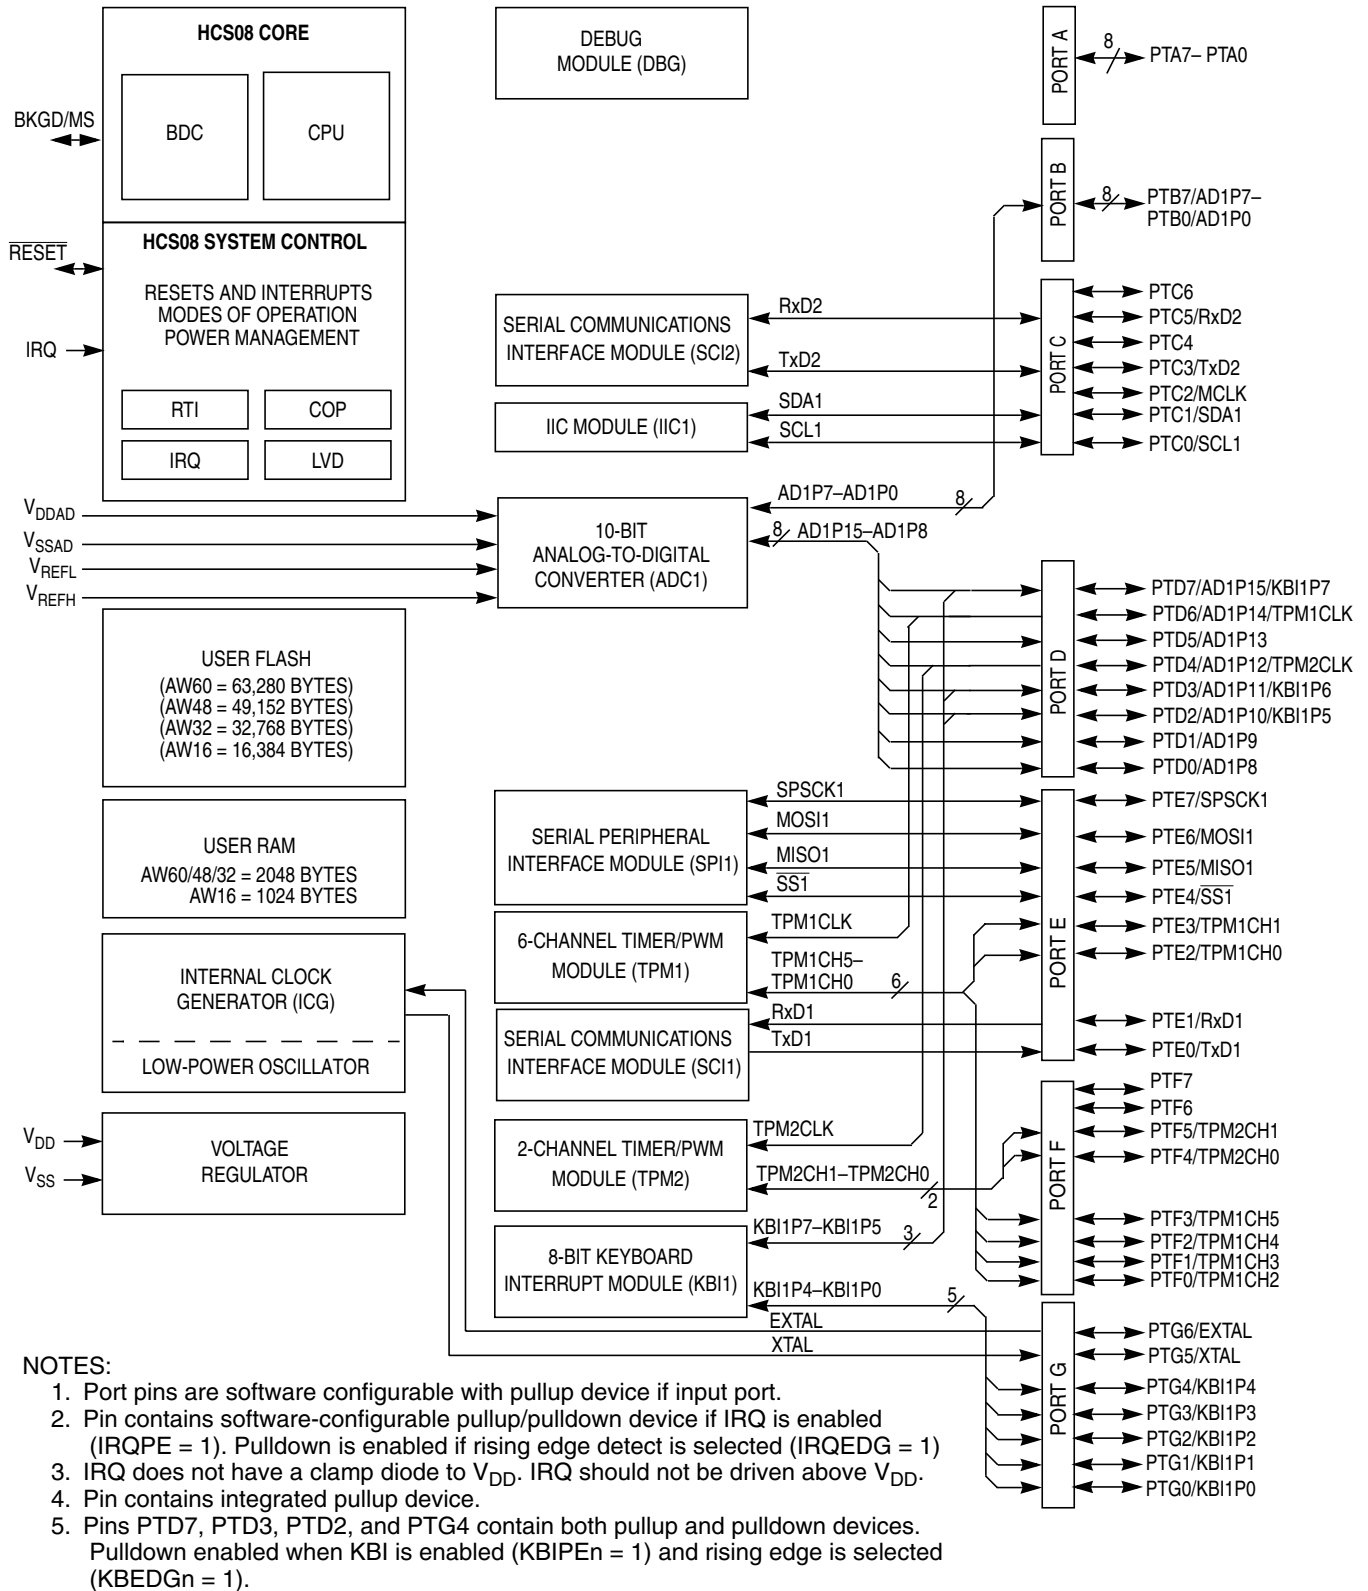 HCS08 CORE
BDC
CPU
BKGD/MS
HCS08 SYSTEM CONTROL
RESET
RESETS AND INTERRUPTS
MODES OF OPERATION
POWER MANAGEMENT
IRQ
RTI
COP
IRQ
LVD
VDDAD
VSSAD
VREFL
VREFH
USER FLASH
(AW60 = 63,280 BYTES)
(AW48 = 49,152 BYTES)
(AW32 = 32,768 BYTES)
(AW16 = 16,384 BYTES)
USER RAM
AW60/48/32 = 2048 BYTES
AW16 = 1024 BYTES
INTERNAL CLOCK
GENERATOR (ICG)
LOW-POWER OSCILLATOR
VDD
VSS
VOLTAGE
REGULATOR
DEBUG
MODULE (DBG)
SERIAL COMMUNICATIONS
INTERFACE MODULE (SCI2)
RxD2
TxD2
IIC MODULE (IIC1)
SDA1
SCL1
10-BIT
ANALOG-TO-DIGITAL
CONVERTER (ADC1)
AD1P7–AD1P0
8
8
AD1P15–AD1P8
SERIAL PERIPHERAL
INTERFACE MODULE (SPI1)
SPSCK1
MOSI1
MISO1
SS1
6-CHANNEL TIMER/PWM
MODULE (TPM1)
TPM1CLK
TPM1CH5–
TPM1CH0
6
SERIAL COMMUNICATIONS
INTERFACE MODULE (SCI1)
RxD1
TxD1
2-CHANNEL TIMER/PWM
MODULE (TPM2)
TPM2CLK
TPM2CH1–TPM2CH0
2
8-BIT KEYBOARD
INTERRUPT MODULE (KBI1)
KBI1P7–KBI1P5
3
KBI1P4–KBI1P0
5
EXTAL
XTAL
PORT A
8
PTA7– PTA0
PORT B
8
PTB7/AD1P7–
PTB0/AD1P0
PORT C
PTC6
PTC5/RxD2
PTC4
PTC3/TxD2
PTC2/MCLK
PTC1/SDA1
PTC0/SCL1
PORT D
PTD7/AD1P15/KBI1P7
PTD6/AD1P14/TPM1CLK
PTD5/AD1P13
PTD4/AD1P12/TPM2CLK
PTD3/AD1P11/KBI1P6
PTD2/AD1P10/KBI1P5
PTD1/AD1P9
PTD0/AD1P8
PORT E
PTE7/SPSCK1
PTE6/MOSI1
PTE5/MISO1
PTE4/SS1
PTE3/TPM1CH1
PTE2/TPM1CH0
PTE1/RxD1
PTE0/TxD1
PORT F
PTF7
PTF6
PTF5/TPM2CH1
PTF4/TPM2CH0
PTF3/TPM1CH5
PTF2/TPM1CH4
PTF1/TPM1CH3
PTF0/TPM1CH2
PORT G
PTG6/EXTAL
PTG5/XTAL
PTG4/KBI1P4
PTG3/KBI1P3
PTG2/KBI1P2
PTG1/KBI1P1
PTG0/KBI1P0
NOTES:
1. Port pins are software configurable with pullup device if input port.
2. Pin contains software-configurable pullup/pulldown device if IRQ is enabled
(IRQPE = 1). Pulldown is enabled if rising edge detect is selected (IRQEDG = 1)
3. IRQ does not have a clamp diode to VDD. IRQ should not be driven above VDD.
4. Pin contains integrated pullup device.
5. Pins PTD7, PTD3, PTD2, and PTG4 contain both pullup and pulldown devices.
Pulldown enabled when KBI is enabled (KBIPEn = 1) and rising edge is selected
(KBEDGn = 1).